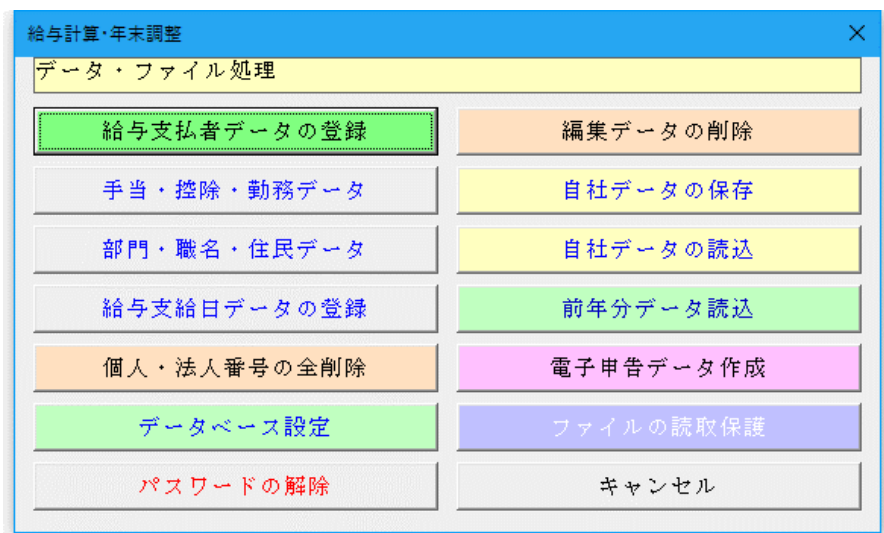 給与計算・年末調整
データ・ファイル処理
給与支払者データの登録
編集データの削除
手当・控除・勤務データ
自社データの保存
部門・職名・住民データ
自社データの読込
給与支給日データの登録
前年分データ読込
個人・法人番号の全削除
電子申告データ作成
データベース設定
ファイルの読取保護
パスワードの解除
キャンセル